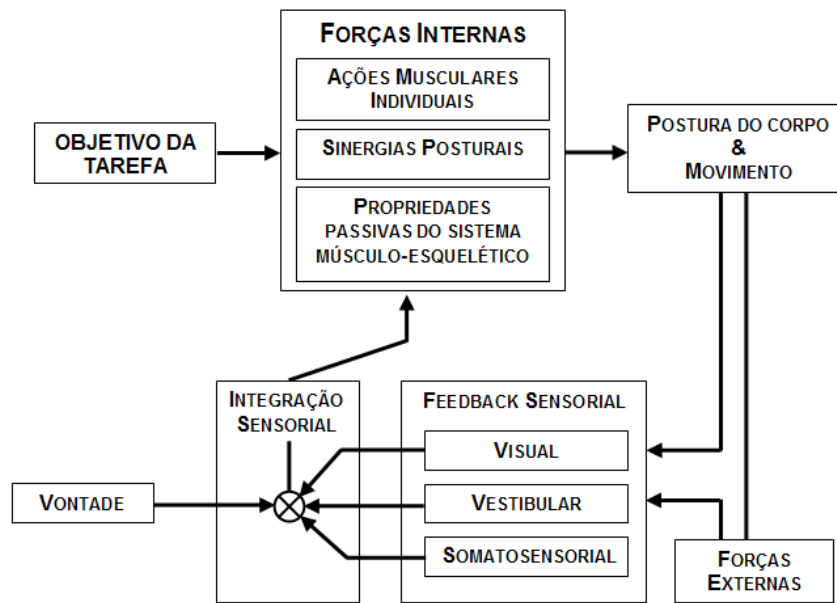 FORÇAS INTERNAS
AÇÕES MUSCULARES
INDIVIDUAIS
SINERGIAS POSTURAIS
PROPRIEDADES
PASSIVAS DO SISTEMA
MÚSCULO-ESQUELÉTICO
OBJETIVO DA
TAREFA
POSTURA DO CORPO
&
MOVIMENTO
INTEGRAÇÃO
SENSORIAL
FEEDBACK SENSORIAL
VISUAL
VESTIBULAR
SOMATOSENSORIAL
VONTADE
FORÇAS
EXTERNAS